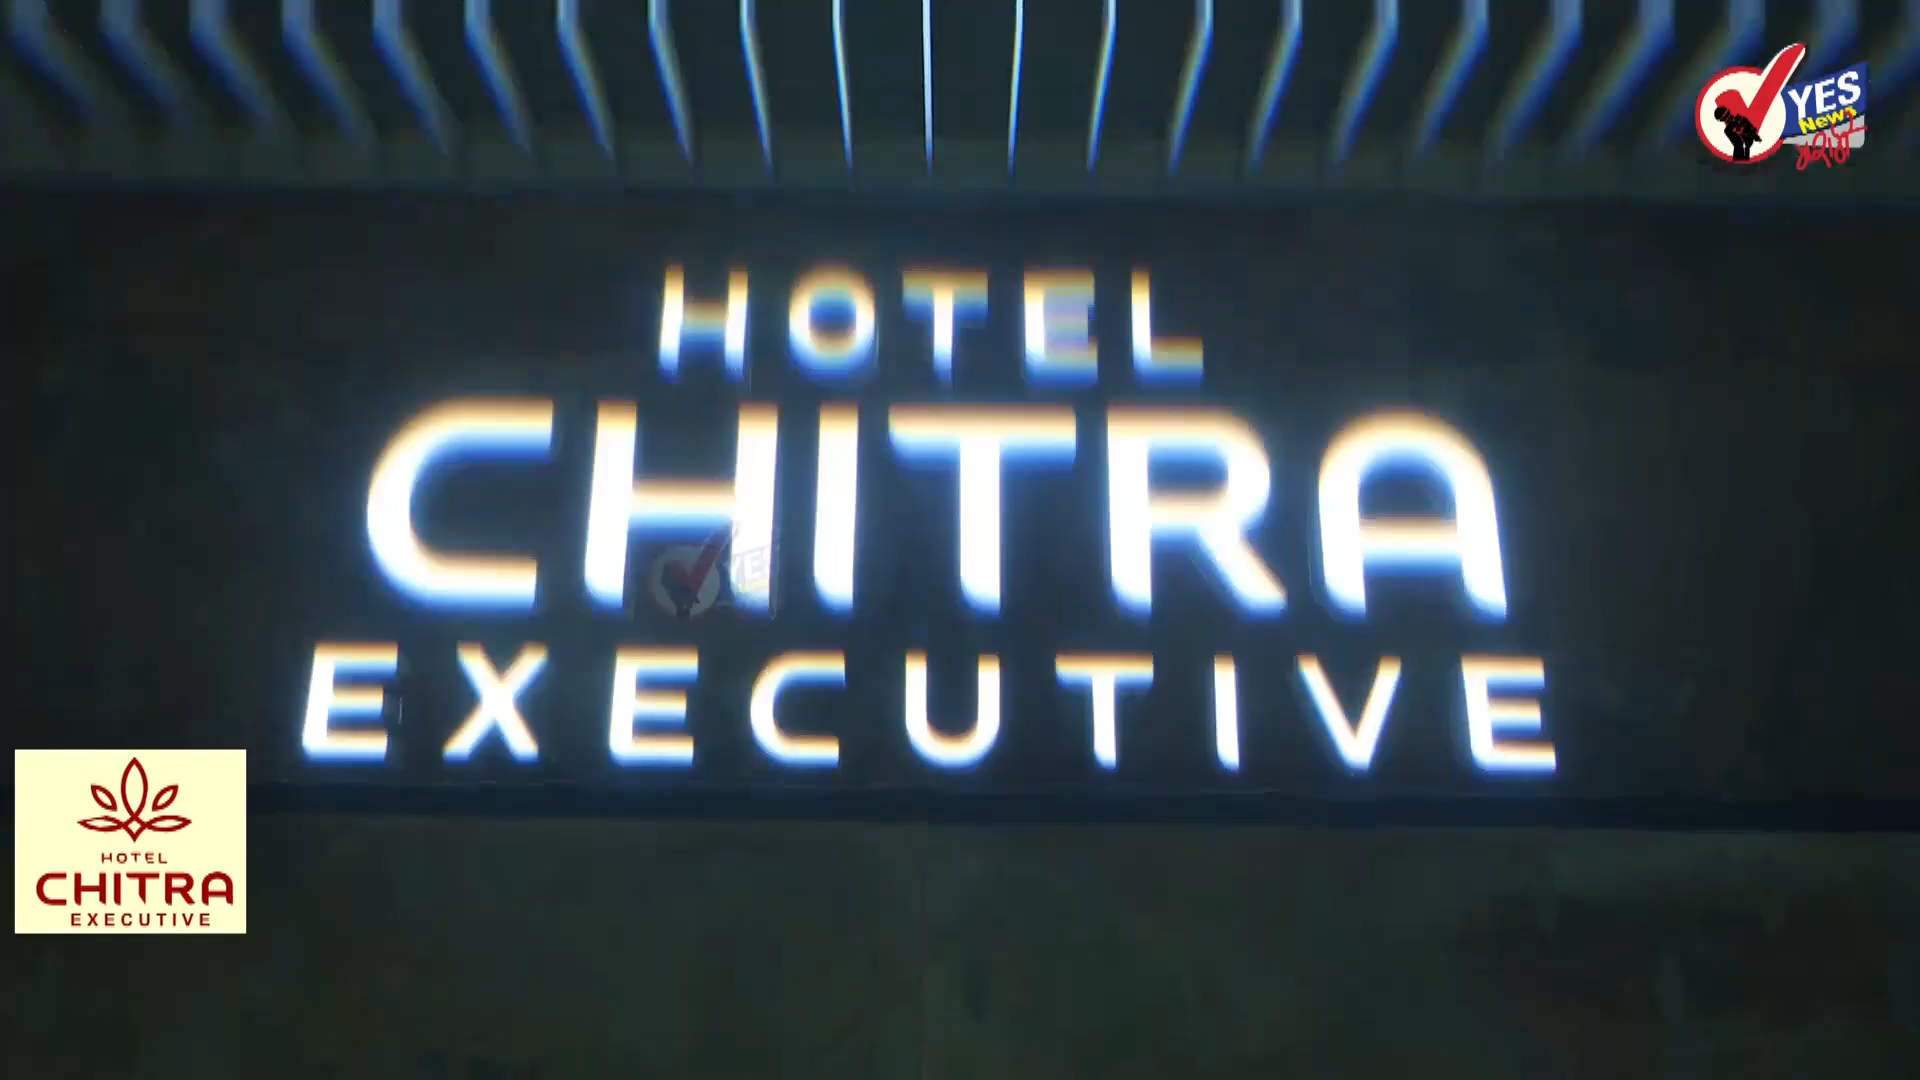 YES
News
HOTEL
CHITRA
EXECUTIVE
HOTEL
CHITRA
EXECUTIVE